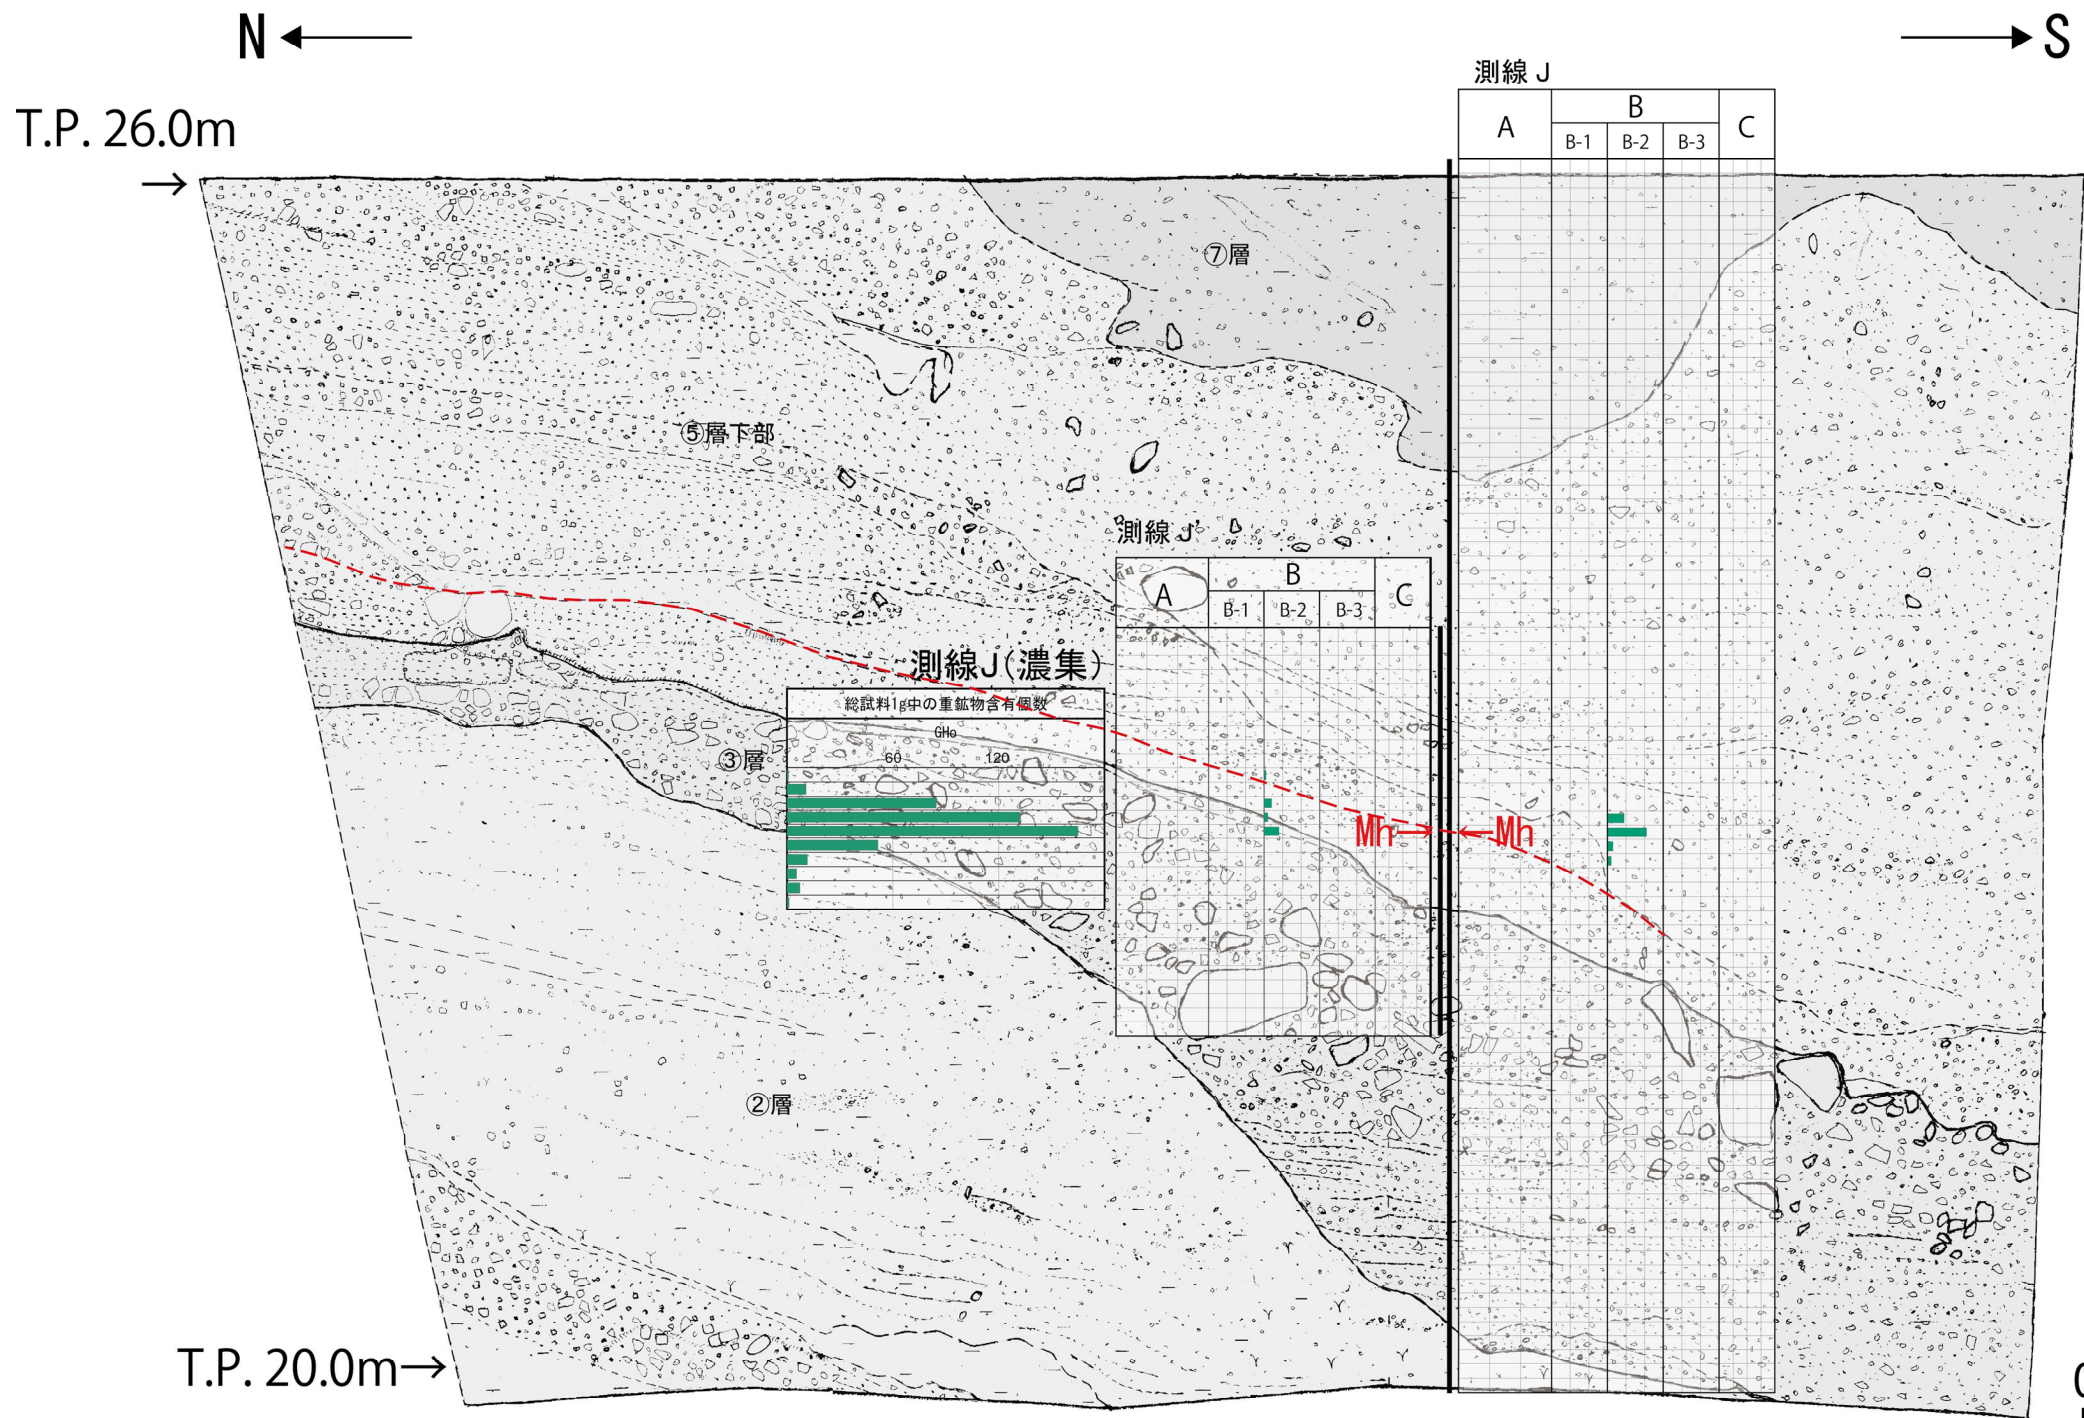 N
S
T.P. 26.0m
測線 J
A
B
C
B-1
B-2
B-3
⑦層
⑤層下部
測線 J'
A
B
C
B-1
B-2
B-3
測線J(濃集)
総試料1g中の重鉱物含有個数
GHo
60
120
③層
Mh
Mh
②層
T.P. 20.0m